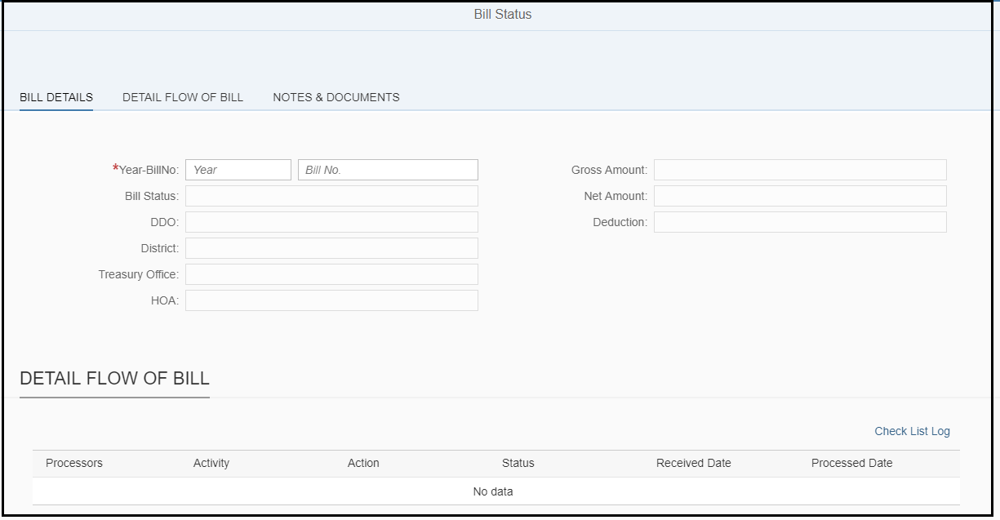 Bill Status
BILL DETAILS DETAIL FLOW OF BILL NOTES & DOCUMENTS
*Year-BillNo: Year Bill No. Gross Amount:
Bill Status: Net Amount:
DDO: Deduction:
District:
Treasury Office:
HOA:
DETAIL FLOW OF BILL
Check List Log
Processors Activity Action Status Received Date Processed Date
No data